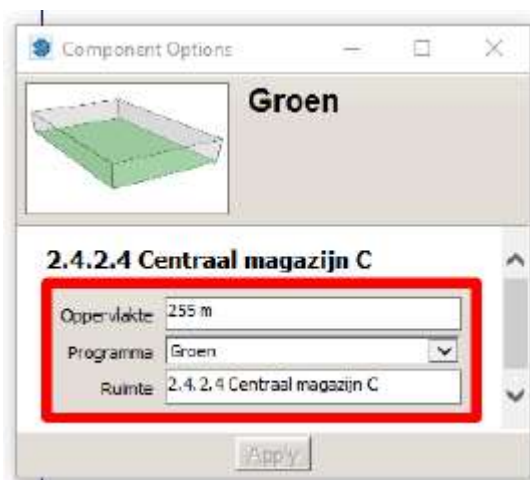 Component Options
Groen
2.4.2.4 Centraal magazijn C
Oppervlakte 255 m
Programma Groen
Ruimte 2.4.2.4 Centraal magazijn C
Apply